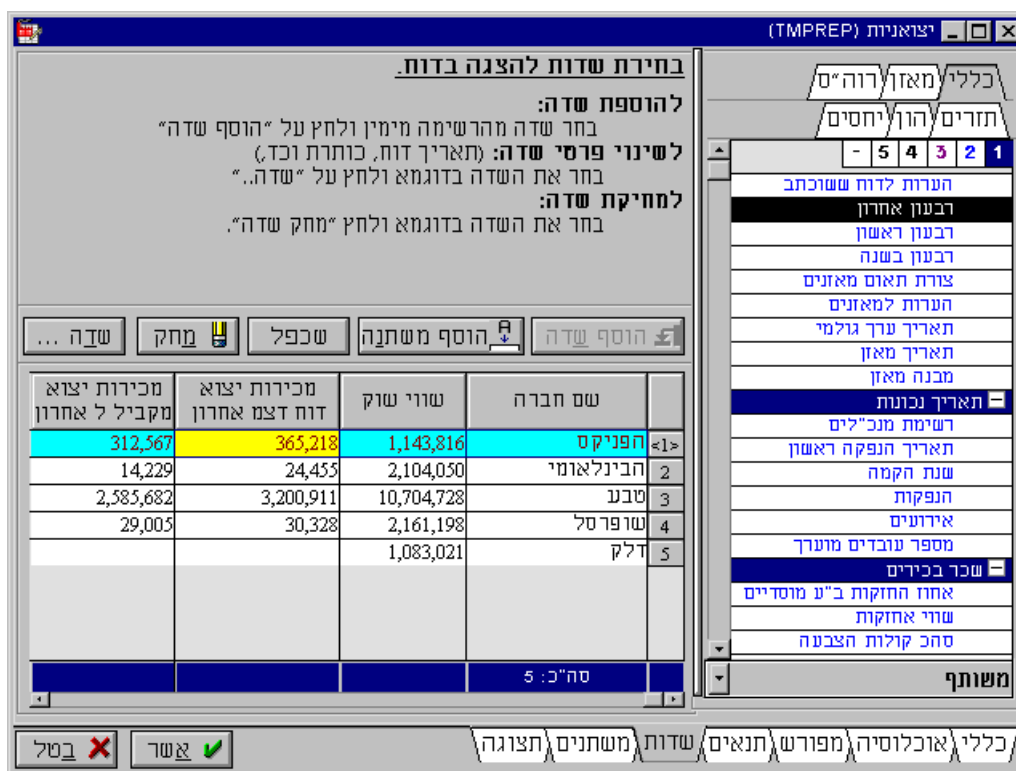 יצואניות (TMPREP)
כללי מאזן רוה״ס
תזרים הון יחסים
1 2 3 4 5 -
הערות לדוח ששוכתב
רבעון אחרון
רבעון ראשון
רבעון בשנה
צורת תאום מאזנים
הערות למאזנים
תאריך ערך גולמי
תאריך מאזן
מבנה מאזן
תאריך נכונות
רשימת מנכ"לים
תאריך הנפקה ראשון
שנת הקמה
הנפקות
אירועים
מספר עובדים מוערך
שכר בכירים
אחוז החזקות ב"ע מוסדיים
שווי אחזקות
סהכ קולות הצבעה
משותף
בחירת שדות להצגה בדוח.
להוספת שדה:
בחר שדה מהרשימה מימין ולחץ על ״הוסף שדה״
לשינוי פרטי שדה: (תאריך דוח, כותרת וכד,)
בחר את השדה בדוגמא ולחץ על ״שדה..״
למחיקת שדה:
בחר את השדה בדוגמא ולחץ ״מחק שדה״.
הוסף שדה הוסף משתנה שכפל מחק שדה ...
שם חברה שווי שוק מכירות יצוא דוח דצמ אחרון מכירות יצוא מקביל ל אחרון
<1> הפניקס 1,143,816 365,218 312,567
2 הבינלאומי 2,104,050 24,455 14,229
3 טבע 10,704,728 3,200,911 2,585,682
4 שופרסל 2,161,198 30,328 29,005
5 דלק 1,083,021
סה"כ: 5
כללי אוכלוסיה מפורש תנאים שדות משתנים תצוגה
אשר בטל